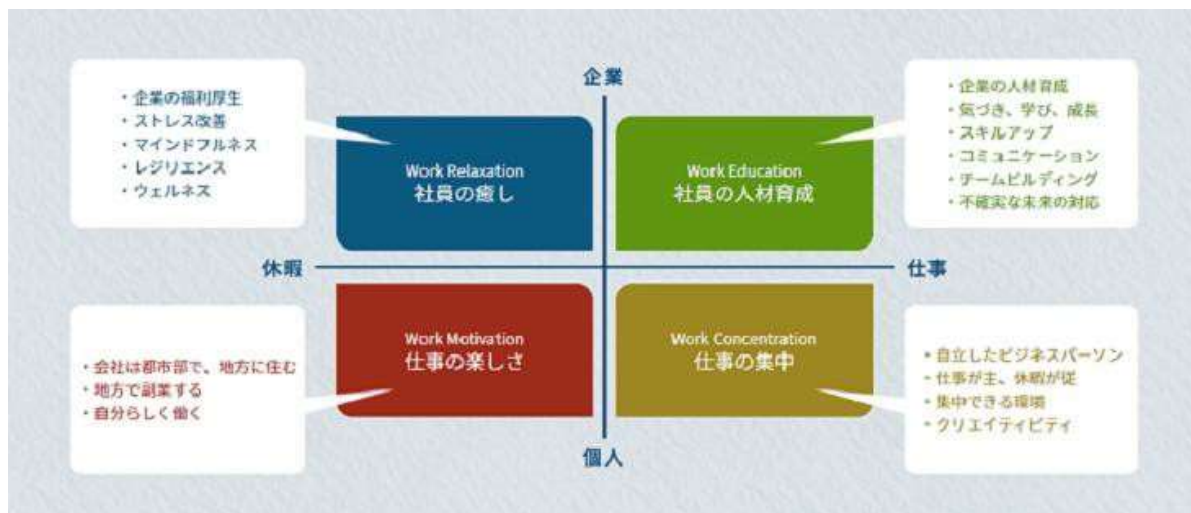 企業
・企業の福利厚生
・ストレス改善
・マインドフルネス
・レジリエンス
・ウェルネス
Work Relaxation
社員の癒し
Work Education
社員の人材育成
・企業の人材育成
・気づき、学び、成長
・スキルアップ
・コミュニケーション
・チームビルディング
・不確実な未来の対応
休暇
仕事
・会社は都市部で、地方に住む
・地方で副業する
・自分らしく働く
Work Motivation
仕事の楽しさ
Work Concentration
仕事の集中
・自立したビジネスパーソン
・仕事が主、休暇が従
・集中できる環境
・クリエイティビティ
個人